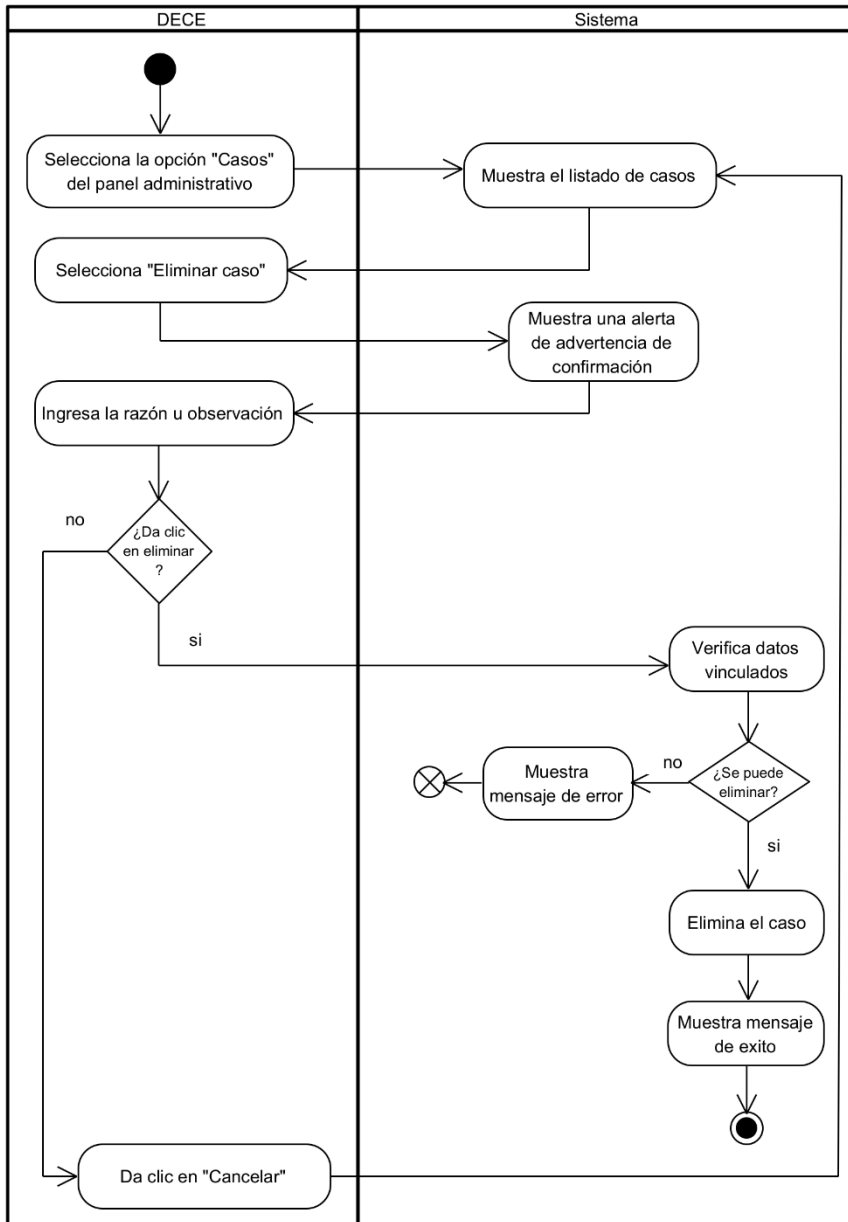 DECE
Sistema
Selecciona la opción "Casos"
del panel administrativo
Muestra el listado de casos
Selecciona "Eliminar caso"
Muestra una alerta
de advertencia de
confirmación
Ingresa la razón u observación
no
¿Da clic
en eliminar
?
si
Verifica datos
vinculados
¿Se puede
eliminar?
no
Muestra
mensaje de error
si
Elimina el caso
Muestra mensaje
de exito
Da clic en "Cancelar"